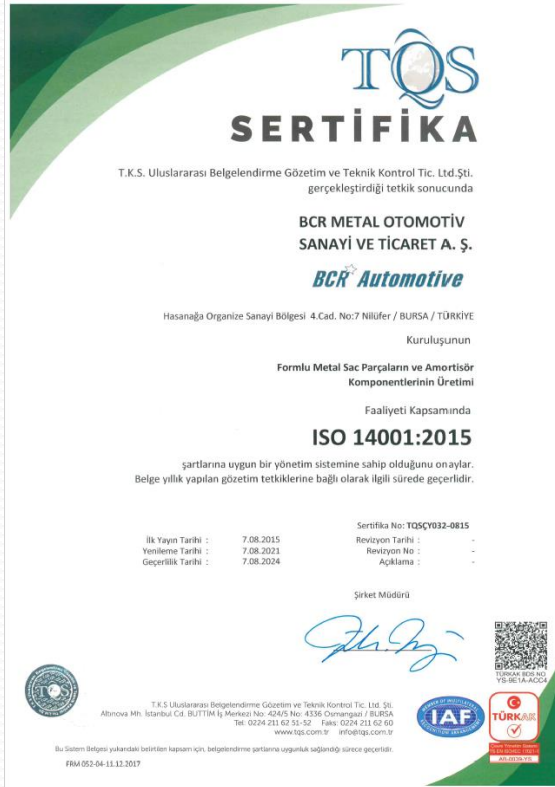 TQS
SERTİFİKA
T.K.S. Uluslararası Belgelendirme Gözetim ve Teknik Kontrol Tic. Ltd.Şti.
gerçekleştirdiği tetkik sonucunda
BCR METAL OTOMOTİV
SANAYİ VE TİCARET A. Ş.
BCR Automotive
Hasanağa Organize Sanayi Bölgesi 4.Cad. No:7 Nilüfer / BURSA / TÜRKİYE
Kuruluşunun
Formlu Metal Sac Parçaların ve Amortisör
Komponentlerinin Üretimi
Faaliyeti Kapsamında
ISO 14001:2015
şartlarına uygun bir yönetim sistemine sahip olduğunu onaylar.
Belge yıllık yapılan gözetim tetkiklerine bağlı olarak ilgili sürede geçerlidir.
Sertifika No: TQSÇY032-0815
İlk Yayın Tarihi : 7.08.2015 Revizyon Tarihi : -
Yenileme Tarihi : 7.08.2021 Revizyon No : -
Geçerlilik Tarihi : 7.08.2024 Açıklama : -
Şirket Müdürü
TÜRKAK BDS NO
YS-9E1A-ACC4
TQS
T.K.S Uluslararası Belgelendirme Gözetim ve Teknik Kontrol Tic. Ltd. Şti.
Altınova Mh. İstanbul Cd. BUTTİM İş Merkezi No: 424/5 No: 4336 Osmangazi / BURSA
Tel: 0224 211 62 51-52 Faks: 0224 211 62 60
www.tqs.com.tr info@tqs.com.tr
IAF
TÜRKAK
AB-0039-YS
Bu Sistem Belgesi yukarıdaki belirtilen kapsam için, belgelendirme şartlarına uygunluk sağlandığı sürece geçerlidir.
FRM 052-04-11.12.2017